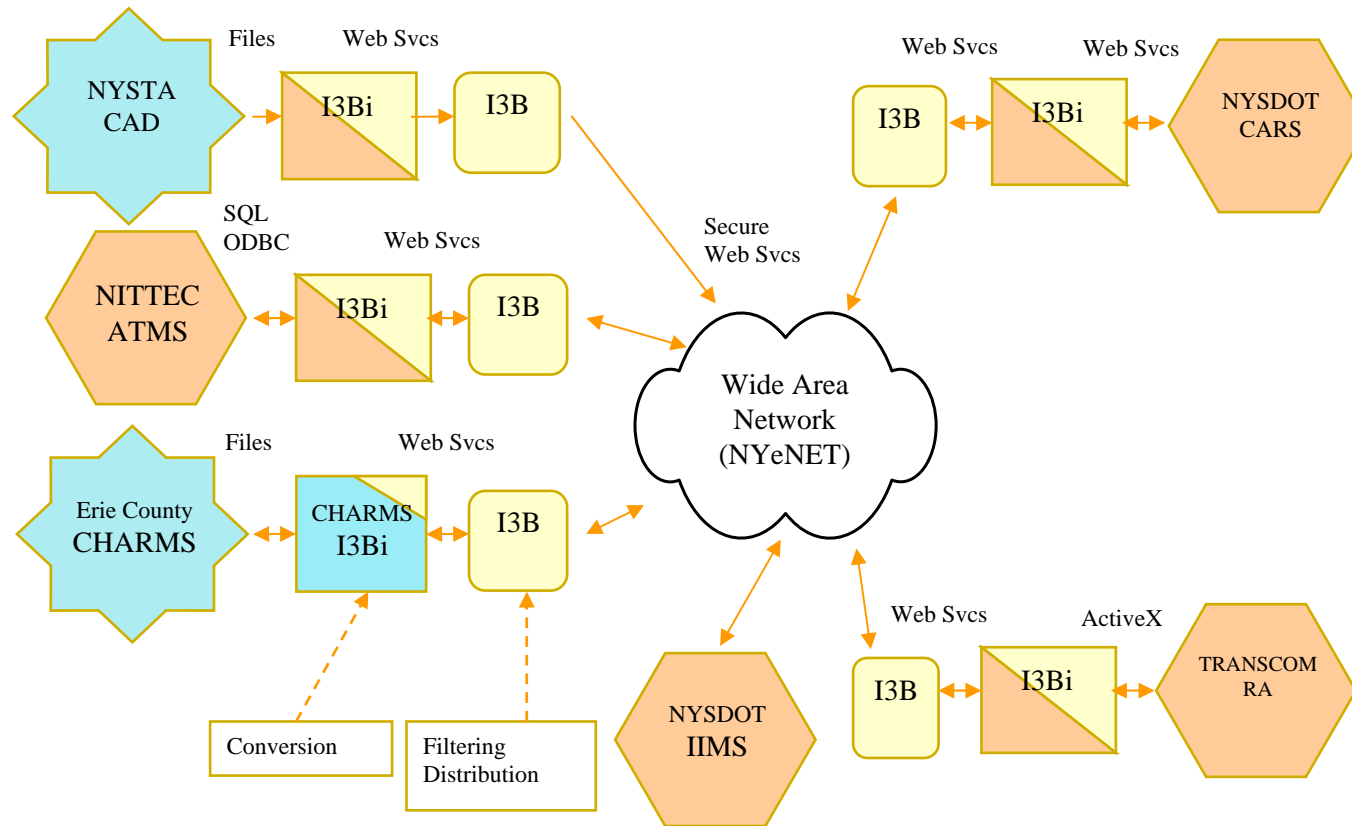 Files
Web Svcs
NYSTA
CAD
I3Bi
I3B
Web Svcs
Web Svcs
I3B
I3Bi
NYSDOT
CARS
SQL
ODBC
Web Svcs
NITTEC
ATMS
I3Bi
I3B
Secure
Web Svcs
Wide Area
Network
(NYeNET)
Files
Web Svcs
Erie County
CHARMS
CHARMS
I3Bi
I3B
Conversion
Filtering
Distribution
NYSDOT
IIMS
Web Svcs
ActiveX
I3B
I3Bi
TRANSCOM
RA